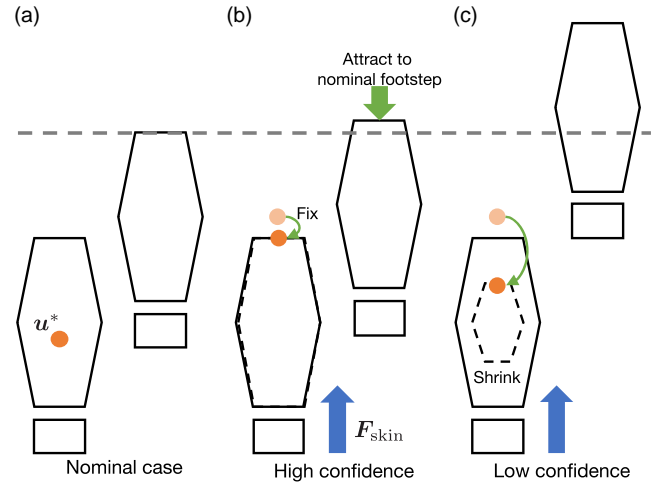 (a)
(b)
(c)
Attract to
nominal footstep
Fix
u*
Shrink
F_skin
Nominal case
High confidence
Low confidence